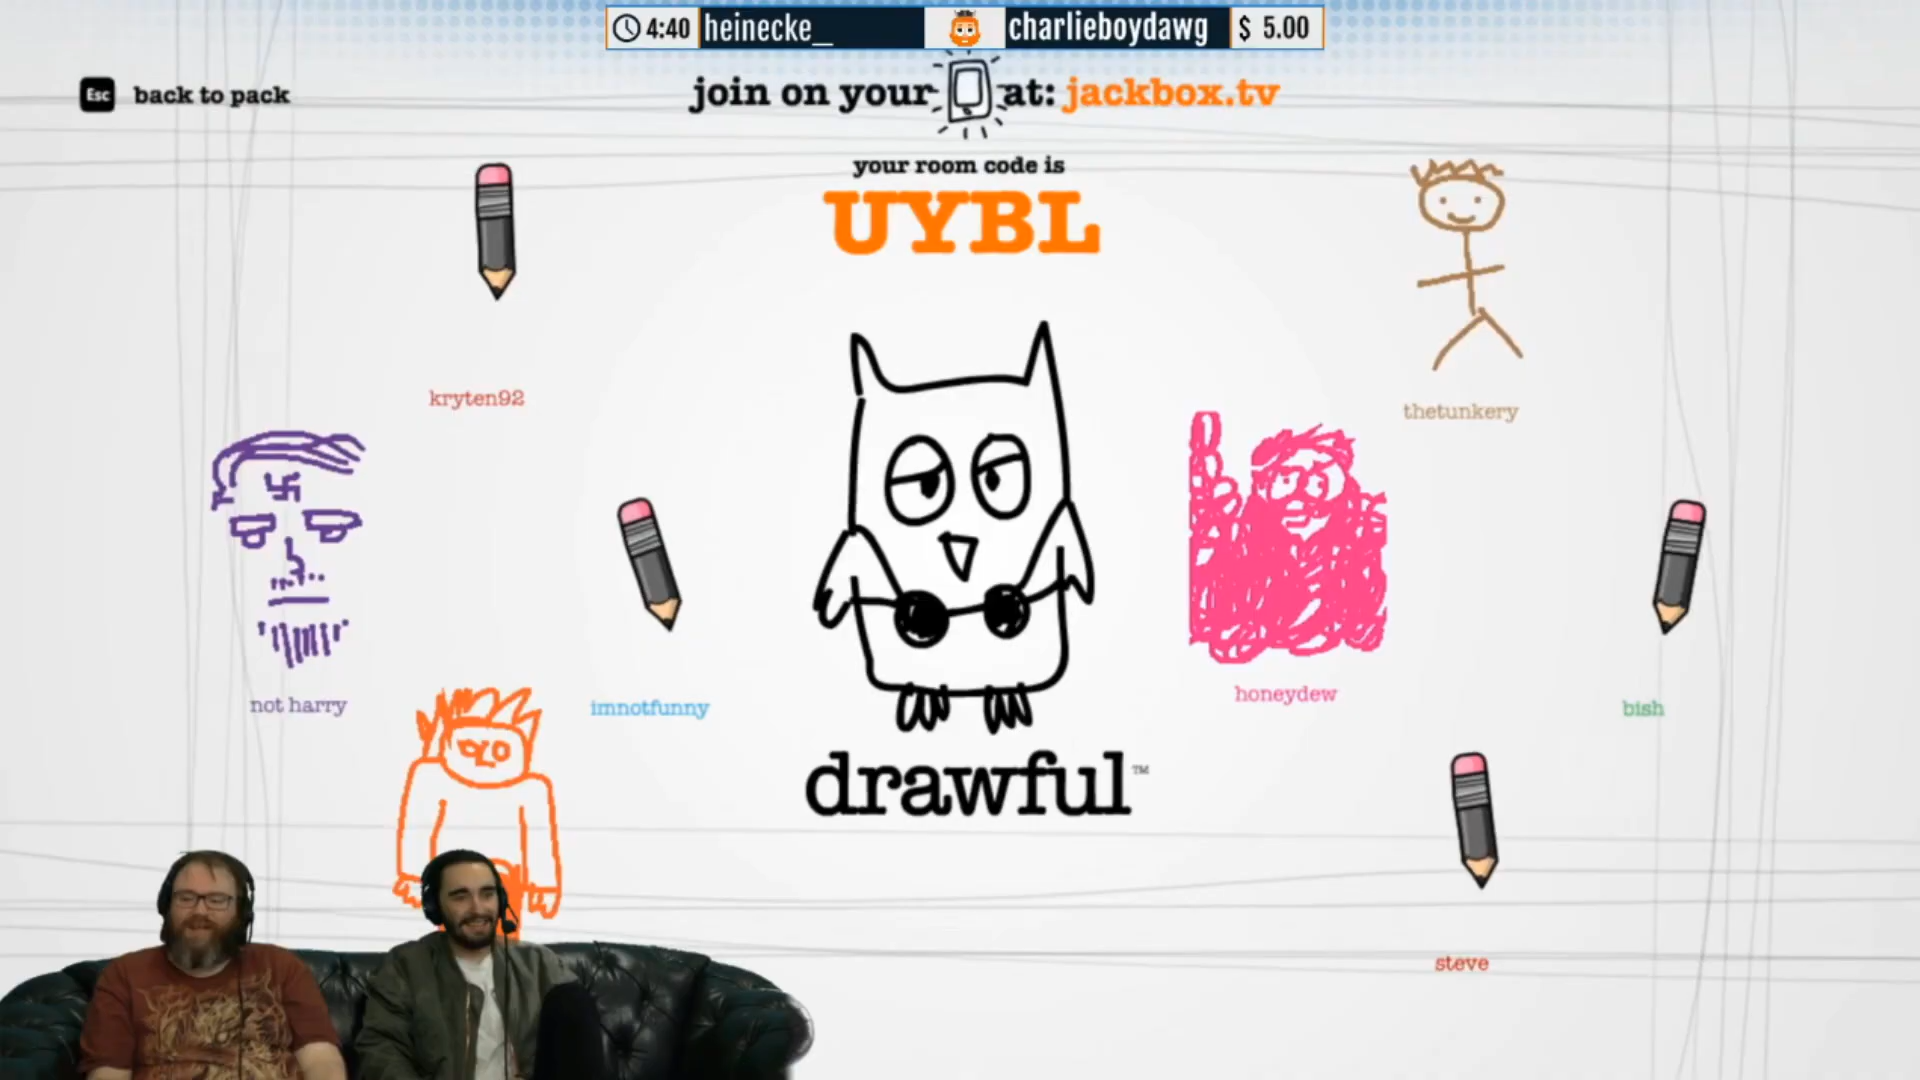 4:40 heinecke_ charlieboydawg $ 5.00
Esc back to pack
join on your at: jackbox.tv
your room code is
UYBL
kryten92
thetunkery
not harry
imnotfunny
honeydew
bish
drawful™
steve